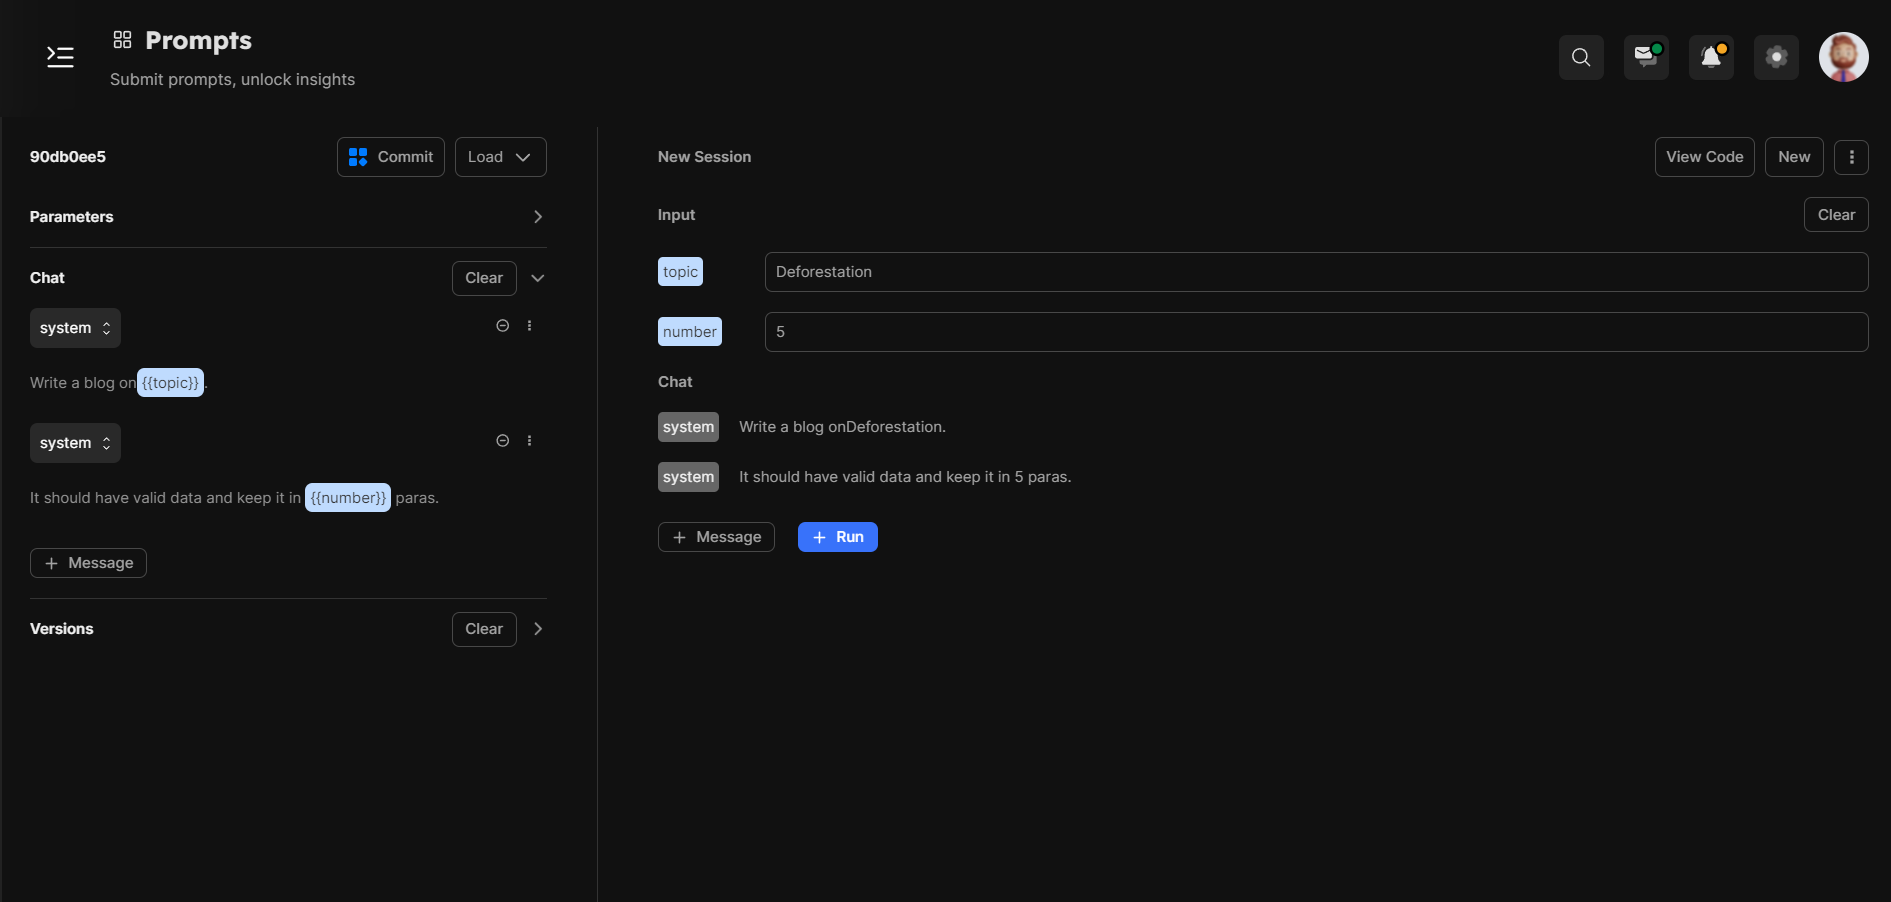 Prompts
Submit prompts, unlock insights
90db0ee5
Commit
Load
Parameters
Chat
Clear
system
Write a blog on{{topic}}.
system
It should have valid data and keep it in {{number}} paras.
Message
Versions
Clear
New Session
View Code
New
Input
Clear
topic
Deforestation
number
5
Chat
system
Write a blog onDeforestation.
system
It should have valid data and keep it in 5 paras.
Message
Run